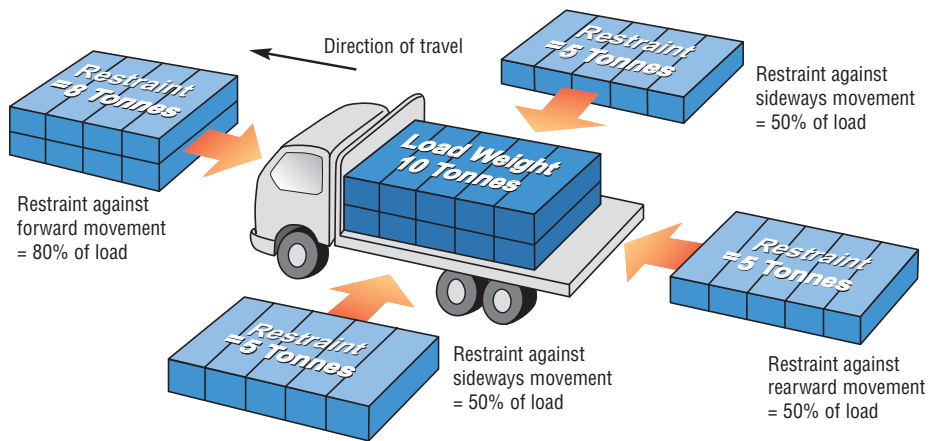 Direction of travel
Restraint
=8 Tonnes
Restraint against
forward movement
= 80% of load
Restraint
=5 Tonnes
Restraint against
sideways movement
= 50% of load
Load Weight
10 Tonnes
Restraint
=5 Tonnes
Restraint against
sideways movement
= 50% of load
Restraint
=5 Tonnes
Restraint against
rearward movement
= 50% of load